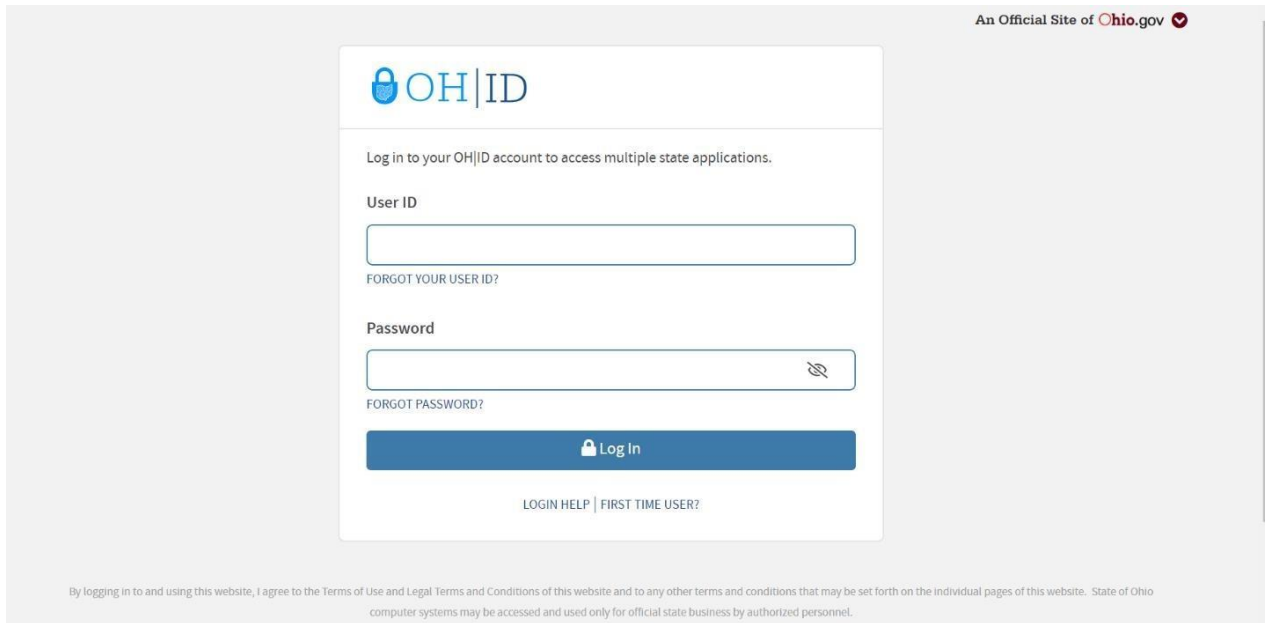 An Official Site of Ohio.gov
OH|ID
Log in to your OH|ID account to access multiple state applications.
User ID
FORGOT YOUR USER ID?
Password
FORGOT PASSWORD?
Log In
LOGIN HELP | FIRST TIME USER?
By logging in to and using this website, I agree to the Terms of Use and Legal Terms and Conditions of this website and to any other terms and conditions that may be set forth on the individual pages of this website. State of Ohio
computer systems may be accessed and used only for official state business by authorized personnel.